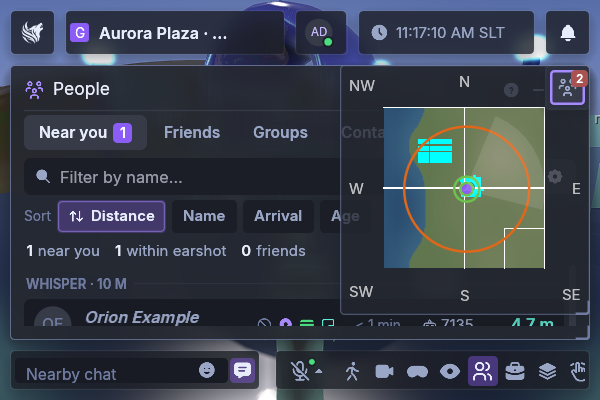 G Aurora Plaza · ...
AD
11:17:10 AM SLT
People
2
Near you 1 Friends Groups Conta
Filter by name...
Sort Distance Name Arrival Age
1 near you 1 within earshot 0 friends
WHISPER · 10 M
OE Orion Example
< 1 min 7135 4.7 m
NW N
W E
SW S SE
Nearby chat